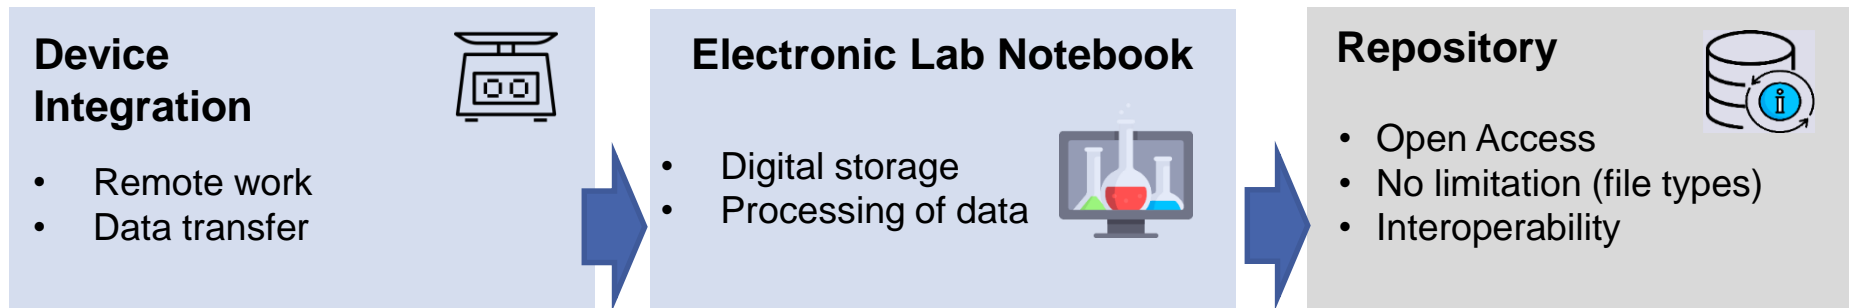 Device
Integration
• Remote work
• Data transfer
Electronic Lab Notebook
• Digital storage
• Processing of data
Repository
• Open Access
• No limitation (file types)
• Interoperability